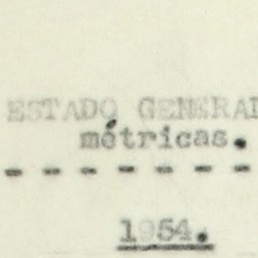 ESTADO GENERAL
métricas.
- - - - - - -
1954.